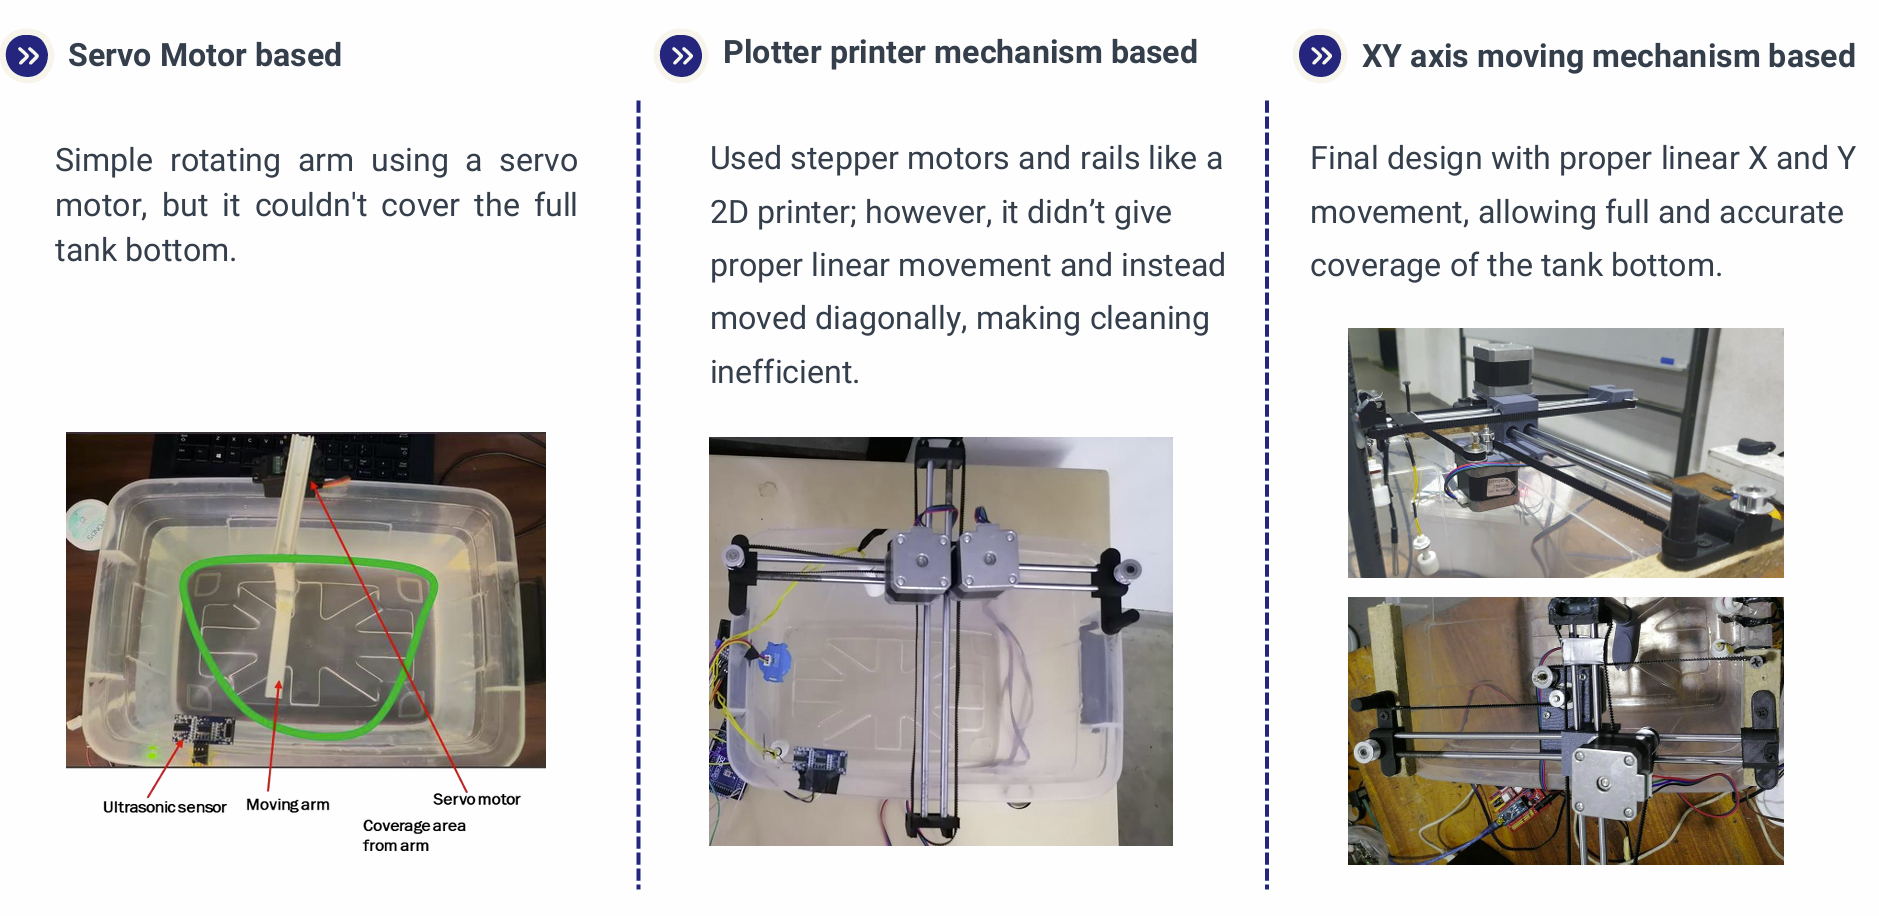 Servo Motor based
Simple rotating arm using a servo
motor, but it couldn't cover the full
tank bottom.
Ultrasonic sensor
Moving arm
Servo motor
Coverage area
from arm
Plotter printer mechanism based
Used stepper motors and rails like a
2D printer; however, it didn’t give
proper linear movement and instead
moved diagonally, making cleaning
inefficient.
XY axis moving mechanism based
Final design with proper linear X and Y
movement, allowing full and accurate
coverage of the tank bottom.